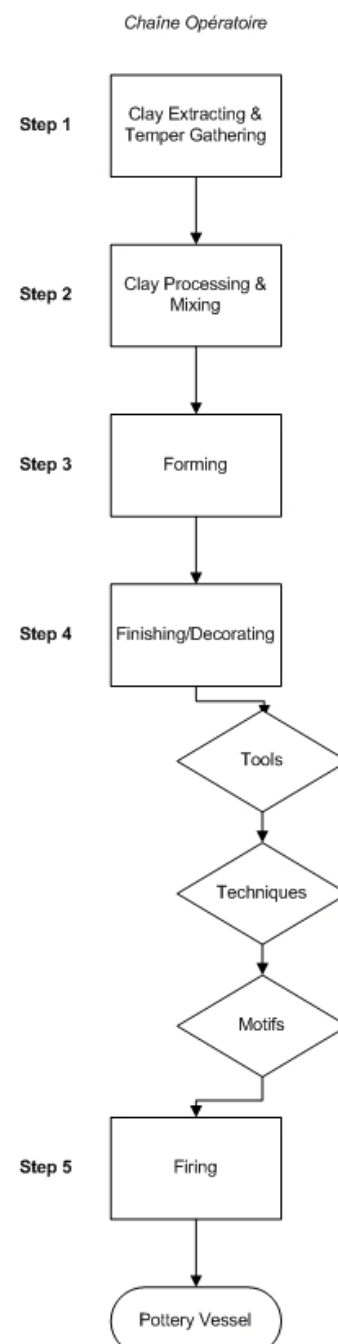 Chaîne Opératoire
Step 1
Clay Extracting &
Temper Gathering
Step 2
Clay Processing &
Mixing
Step 3
Forming
Step 4
Finishing/Decorating
Tools
Techniques
Motifs
Step 5
Firing
Pottery Vessel